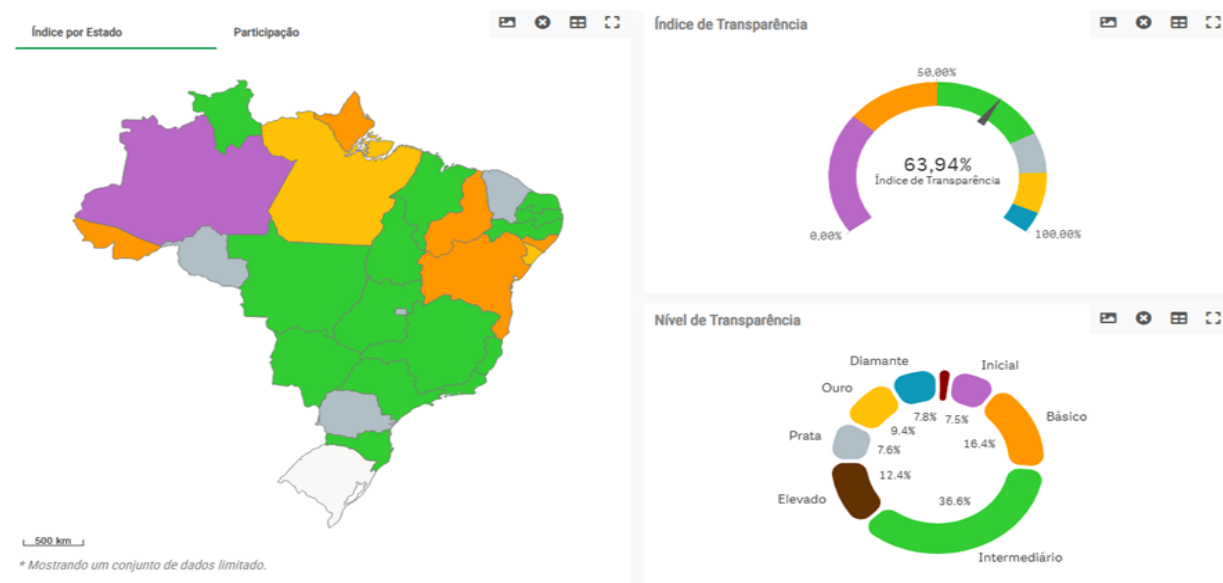 Índice por Estado
Participação
500 km
* Mostrando um conjunto de dados limitado.
Índice de Transparência
50,00%
63,94%
Índice de Transparência
0,00%
100,00%
Nível de Transparência
Diamante
Inicial
Ouro
Básico
7.8%
7.5%
9.4%
Prata
16.4%
7.6%
12.4%
Elevado
36.6%
Intermediário